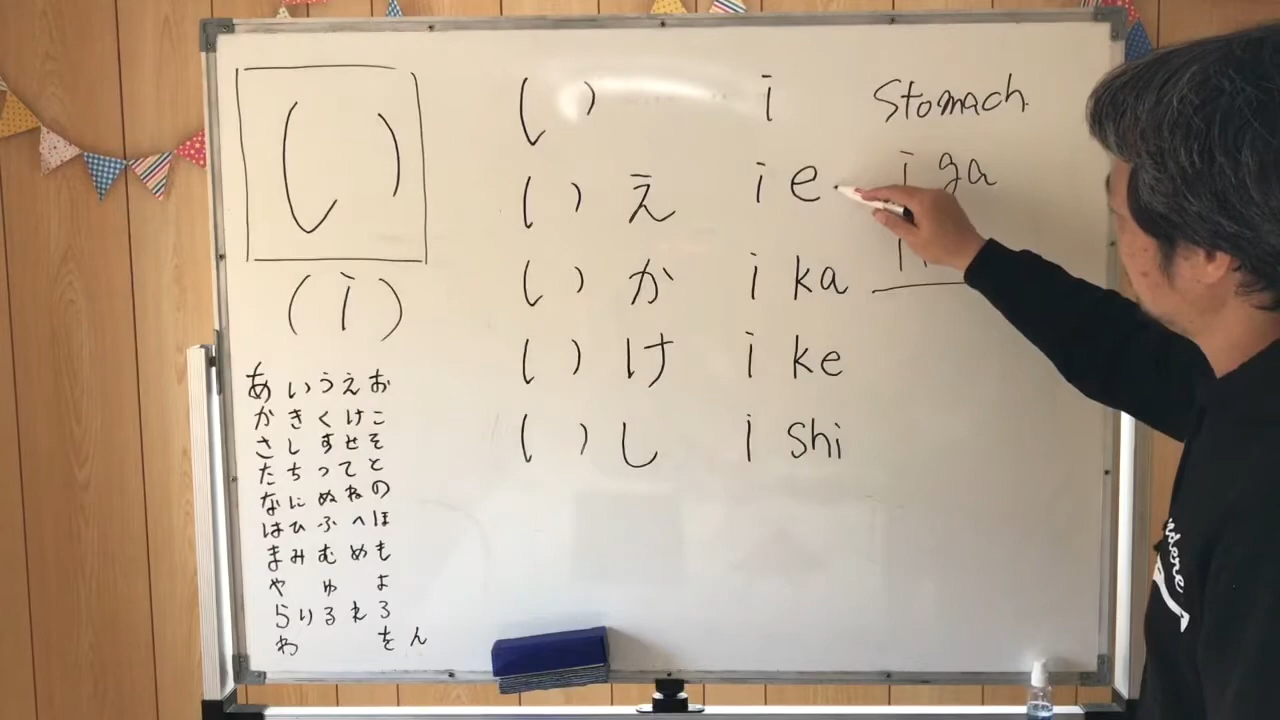 い
(i)
あいうえお
かきくけこ
さしすせそ
たちつてと
なにぬねの
はひふへほ
まみむめも
やゆよ
らりるれろ
わをん
い i Stomach
いえ ie iga
いか ika
いけ ike
いし ishi